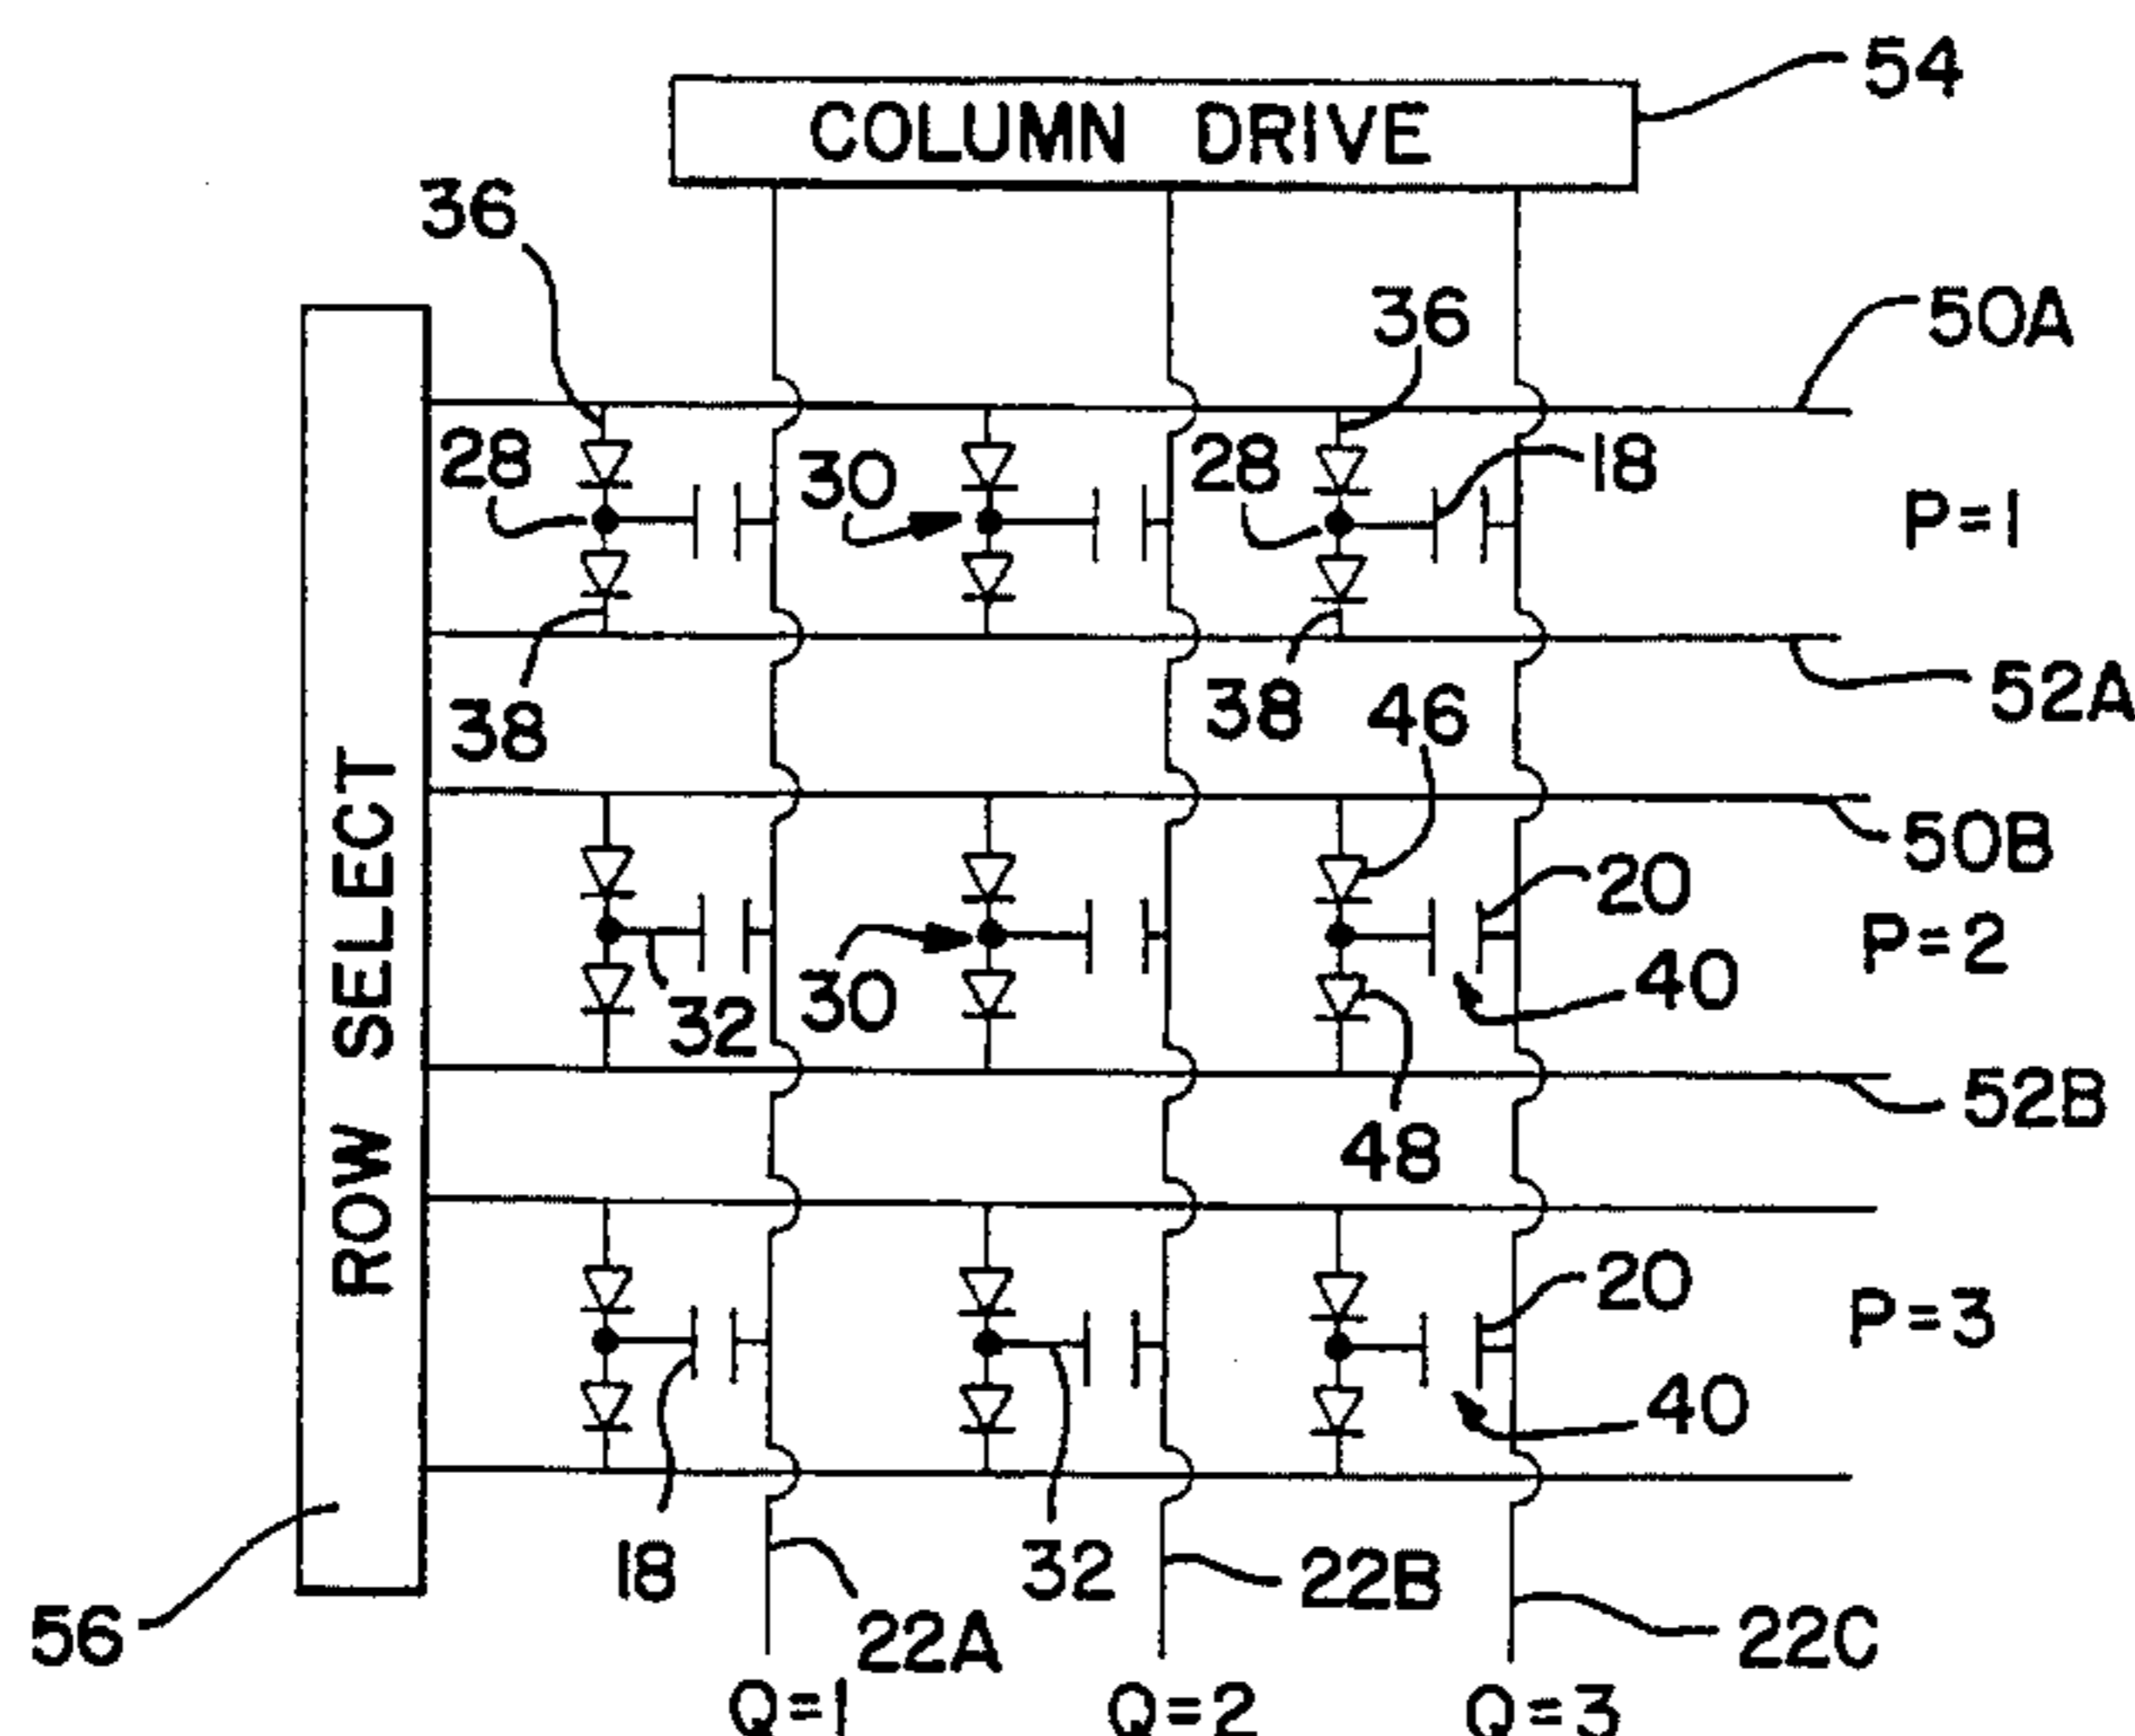 54
COLUMN DRIVE
36
36
50A
28
30
28
18
P=1
38
38
46
52A
50B
20
P=2
32
30
40
48
52B
ROW SELECT
20
P=3
40
18
32
22B
56
22A
22C
Q=1
Q=2
Q=3